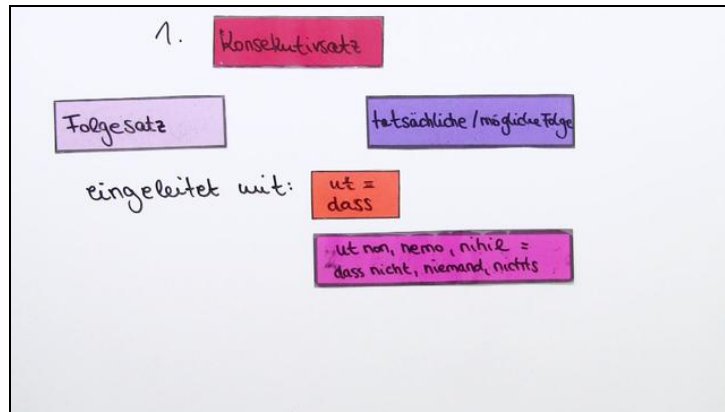 1. Konsekutivsatz
Folgesatz
tatsächliche/mögliche Folge
eingeleitet mit:
ut =
dass
ut non, nemo, nihil =
dass nicht, niemand, nichts